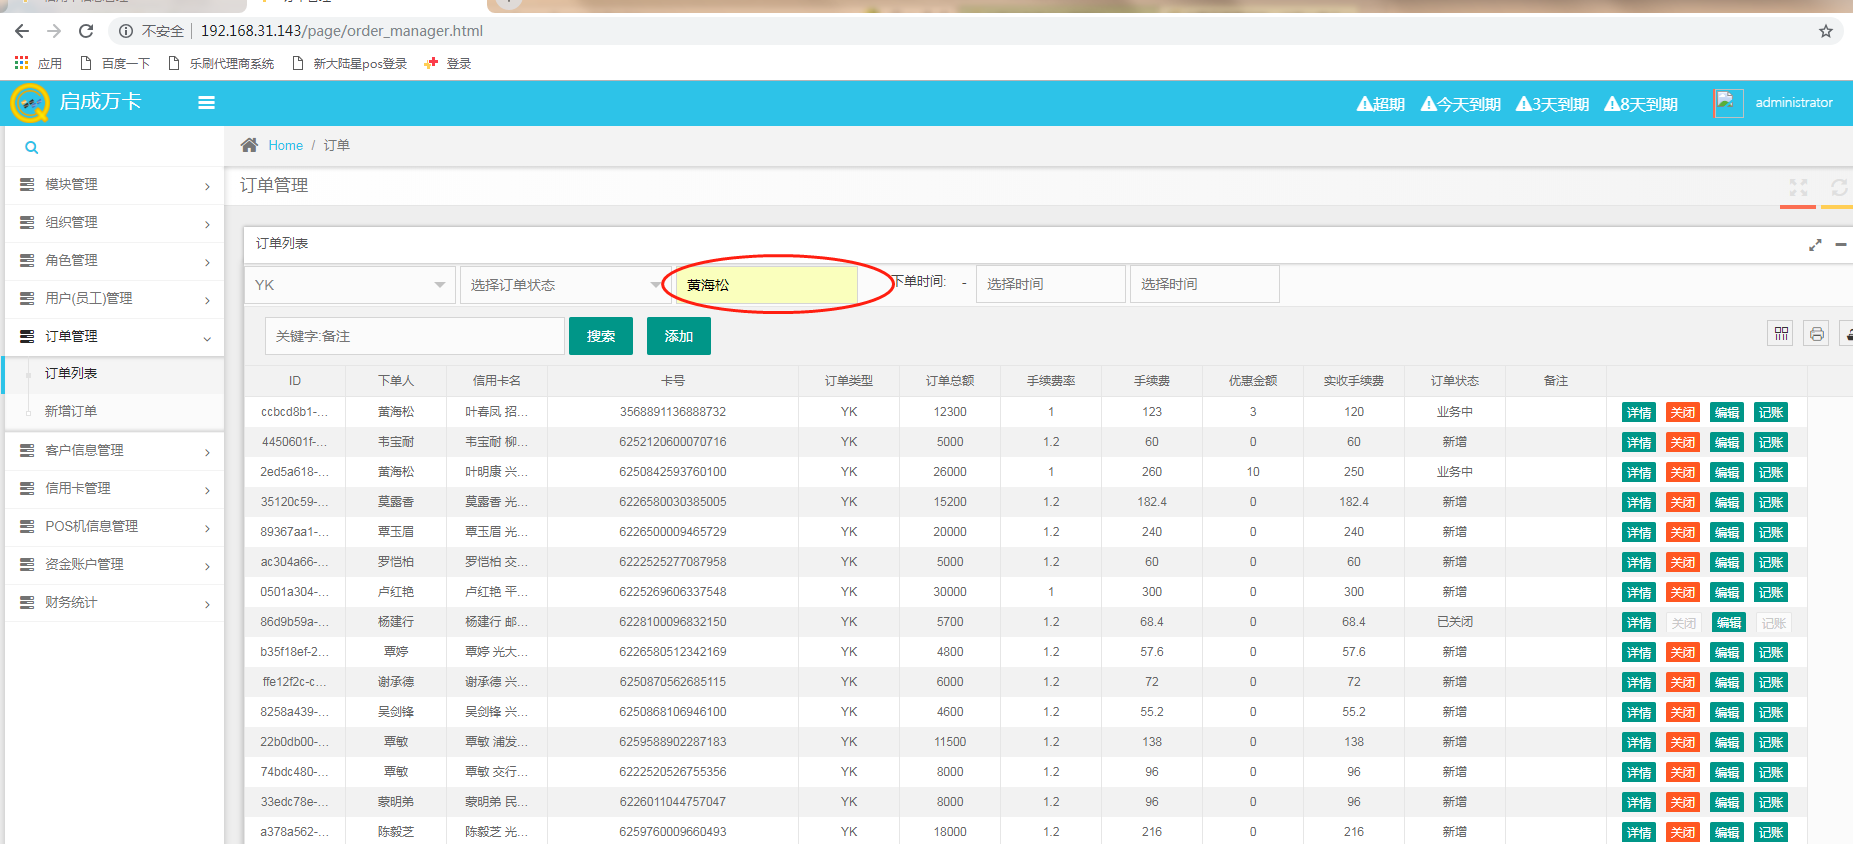 不安全 192.168.31.143/page/order_manager.html
应用 百度一下 乐刷代理商系统 新大陆星pos登录 登录
启成万卡 超期 今天到期 3天到期 8天到期 administrator
Home / 订单
模块管理
组织管理
角色管理
用户(员工)管理
订单管理
订单列表
新增订单
客户信息管理
信用卡管理
POS机信息管理
资金账户管理
财务统计
订单管理
订单列表
YK 选择订单状态 黄海松 下单时间: - 选择时间 选择时间
关键字:备注 搜索 添加
ID 下单人 信用卡名 卡号 订单类型 订单总额 手续费率 手续费 优惠金额 实收手续费 订单状态 备注
ccbcd8b1-... 黄海松 叶春凤 招... 3568891136888732 YK 12300 1 123 3 120 业务中 详情 关闭 编辑 记账
4450601f-... 韦宝耐 韦宝耐 柳... 6252120600070716 YK 5000 1.2 60 0 60 新增 详情 关闭 编辑 记账
2ed5a618-... 黄海松 叶明康 兴... 6250842593760100 YK 26000 1 260 10 250 业务中 详情 关闭 编辑 记账
35120c59-... 莫露香 莫露香 光... 6226580030385005 YK 15200 1.2 182.4 0 182.4 新增 详情 关闭 编辑 记账
89367aa1-... 覃玉眉 覃玉眉 光... 6226500009465729 YK 20000 1.2 240 0 240 新增 详情 关闭 编辑 记账
ac304a66-... 罗恺柏 罗恺柏 交... 6222525277087958 YK 5000 1.2 60 0 60 新增 详情 关闭 编辑 记账
0501a304-... 卢红艳 卢红艳 平... 6225269606337548 YK 30000 1 300 0 300 新增 详情 关闭 编辑 记账
86d9b59a-... 杨建行 杨建行 邮... 6228100096832150 YK 5700 1.2 68.4 0 68.4 已关闭 详情 关闭 编辑 记账
b35f18ef-2... 覃婷 覃婷 光大... 6226580512342169 YK 4800 1.2 57.6 0 57.6 新增 详情 关闭 编辑 记账
ffe12f2c-c... 谢承德 谢承德 兴... 6250870562685115 YK 6000 1.2 72 0 72 新增 详情 关闭 编辑 记账
8258a439-... 吴剑锋 吴剑锋 兴... 6250868106946100 YK 4600 1.2 55.2 0 55.2 新增 详情 关闭 编辑 记账
22b0db00-... 覃敏 覃敏 浦发... 6259588902287183 YK 11500 1.2 138 0 138 新增 详情 关闭 编辑 记账
74bdc480-... 覃敏 覃敏 交行... 6222520526755356 YK 8000 1.2 96 0 96 新增 详情 关闭 编辑 记账
33edc78e-... 蒙明弟 蒙明弟 民... 6226011044757047 YK 8000 1.2 96 0 96 新增 详情 关闭 编辑 记账
a378a562-... 陈毅芝 陈毅芝 光... 6259760009660493 YK 18000 1.2 216 0 216 新增 详情 关闭 编辑 记账